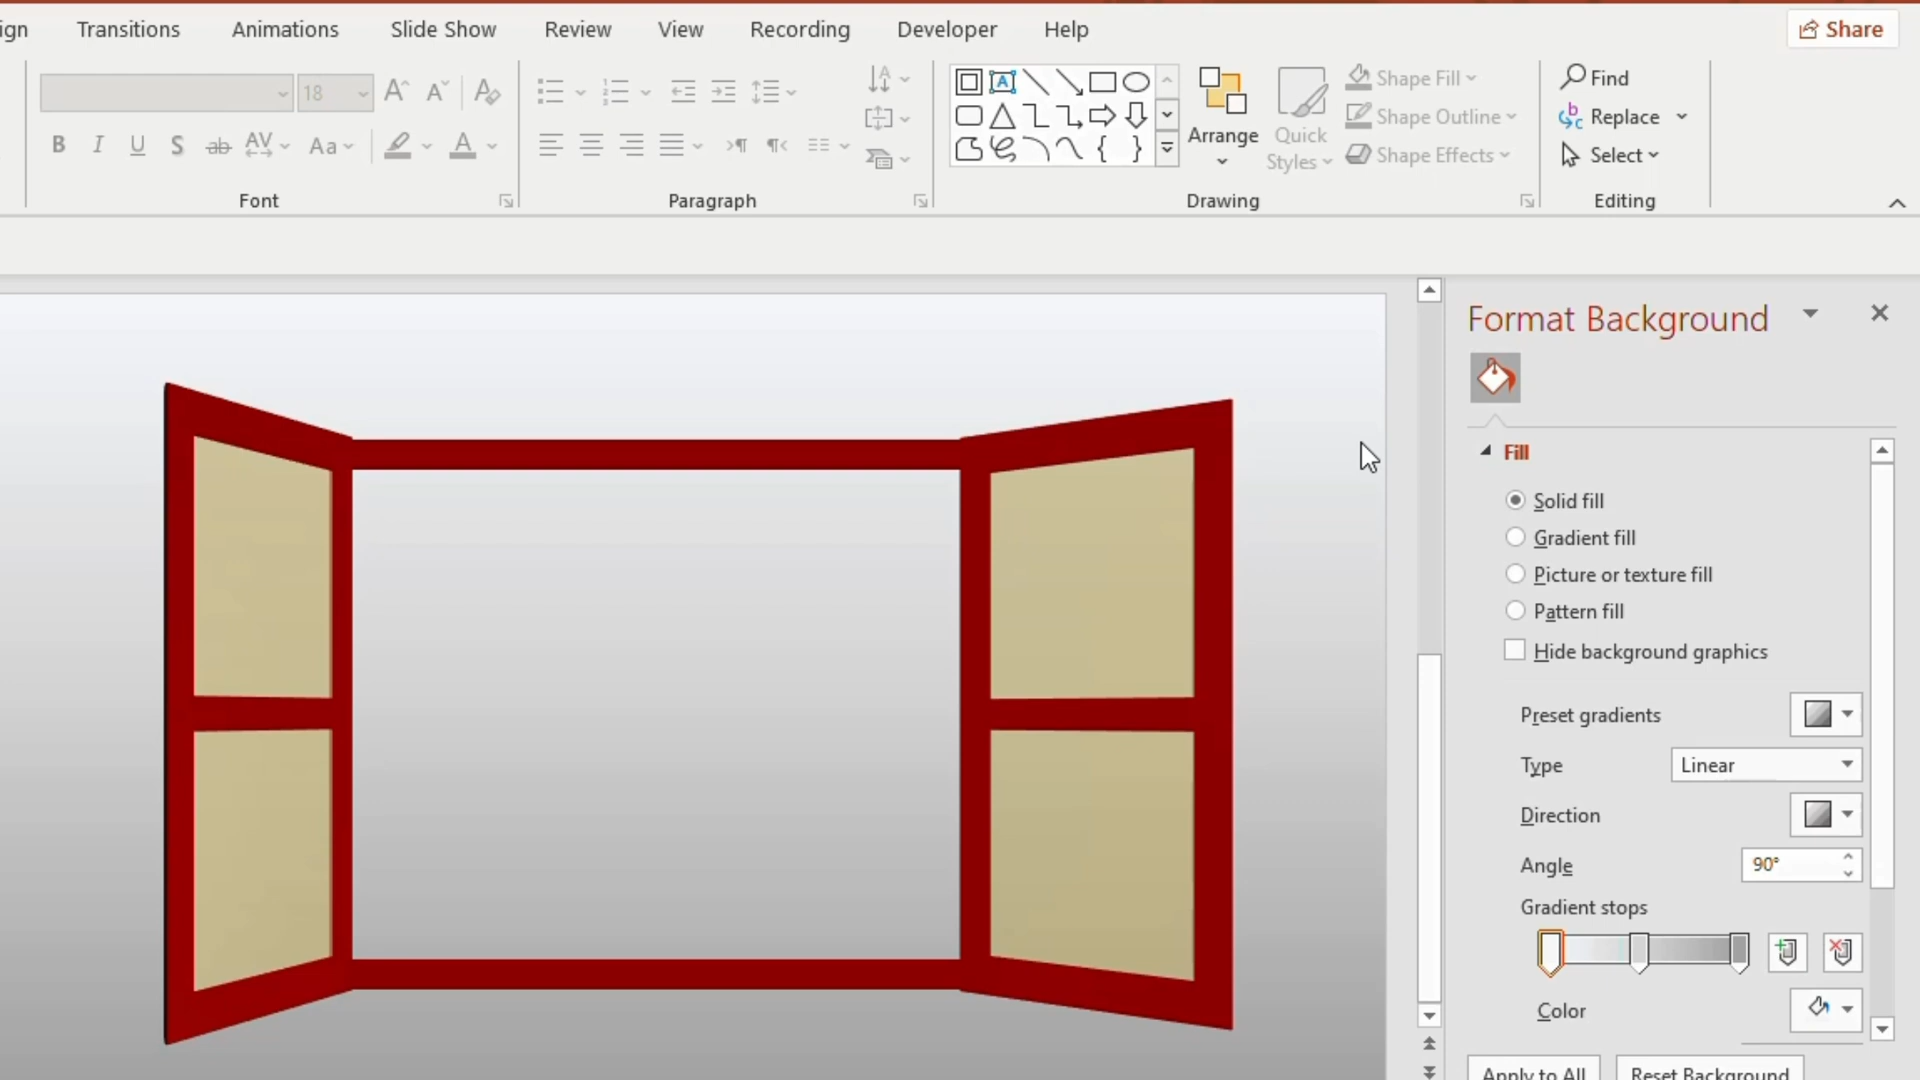 ign Transitions Animations Slide Show Review View Recording Developer Help Share
18
B I U S ab AV Aa A
Font
Paragraph
A
Arrange
Quick
Styles
Shape Fill
Shape Outline
Shape Effects
Drawing
Find
Replace
Select
Editing
Format Background
Fill
Solid fill
Gradient fill
Picture or texture fill
Pattern fill
Hide background graphics
Preset gradients
Type Linear
Direction
Angle 90°
Gradient stops
Color
Apply to All Reset Background